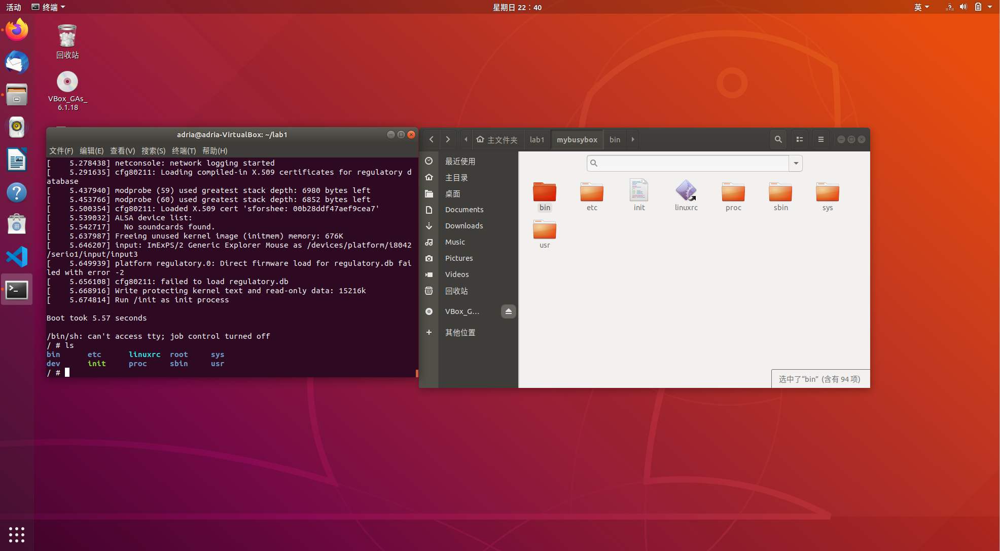 活动 终端 星期日 22：40 英
回收站
VBox_GAs_
6.1.18
adria@adria-VirtualBox: ~/lab1
文件(F) 编辑(E) 查看(V) 搜索(S) 终端(T) 帮助(H)
[    5.278438] netconsole: network logging started
[    5.291635] cfg80211: Loading compiled-in X.509 certificates for regulatory d
atabase
[    5.437940] modprobe (59) used greatest stack depth: 6980 bytes left
[    5.453766] modprobe (60) used greatest stack depth: 6852 bytes left
[    5.500354] cfg80211: Loaded X.509 cert 'sforshee: 00b28ddf47aef9cea7'
[    5.539032] ALSA device list:
[    5.542717]   No soundcards found.
[    5.637987] Freeing unused kernel image (initmem) memory: 676K
[    5.646207] input: ImExPS/2 Generic Explorer Mouse as /devices/platform/i8042
/serio1/input/input3
[    5.649939] platform regulatory.0: Direct firmware load for regulatory.db fai
led with error -2
[    5.656108] cfg80211: failed to load regulatory.db
[    5.668916] Write protecting kernel text and read-only data: 15216k
[    5.674814] Run /init as init process
Boot took 5.57 seconds
/bin/sh: can't access tty; job control turned off
/ # ls
bin      etc      linuxrc  root     sys
dev      init     proc     sbin     usr
/ #
主文件夹 lab1 mybusybox bin
最近使用
主目录
桌面
Documents
Downloads
Music
Pictures
Videos
回收站
VBox_G...
其他位置
bin etc init linuxrc proc sbin sys
usr
选中了“bin” (含有 94 项)